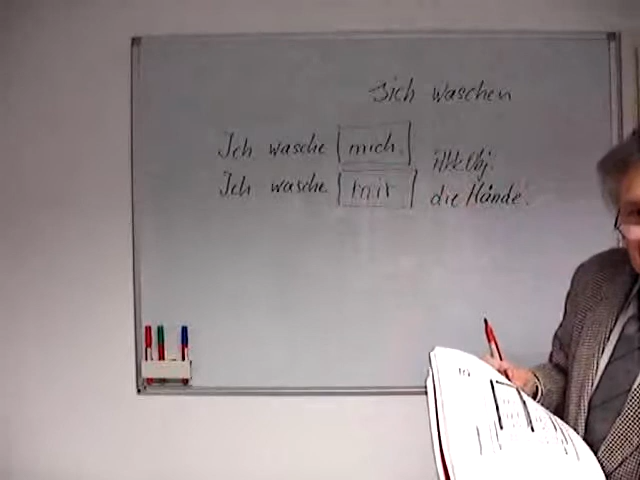 sich waschen
Ich wasche mich.
Akk Obj.
Ich wasche mir die Hände.